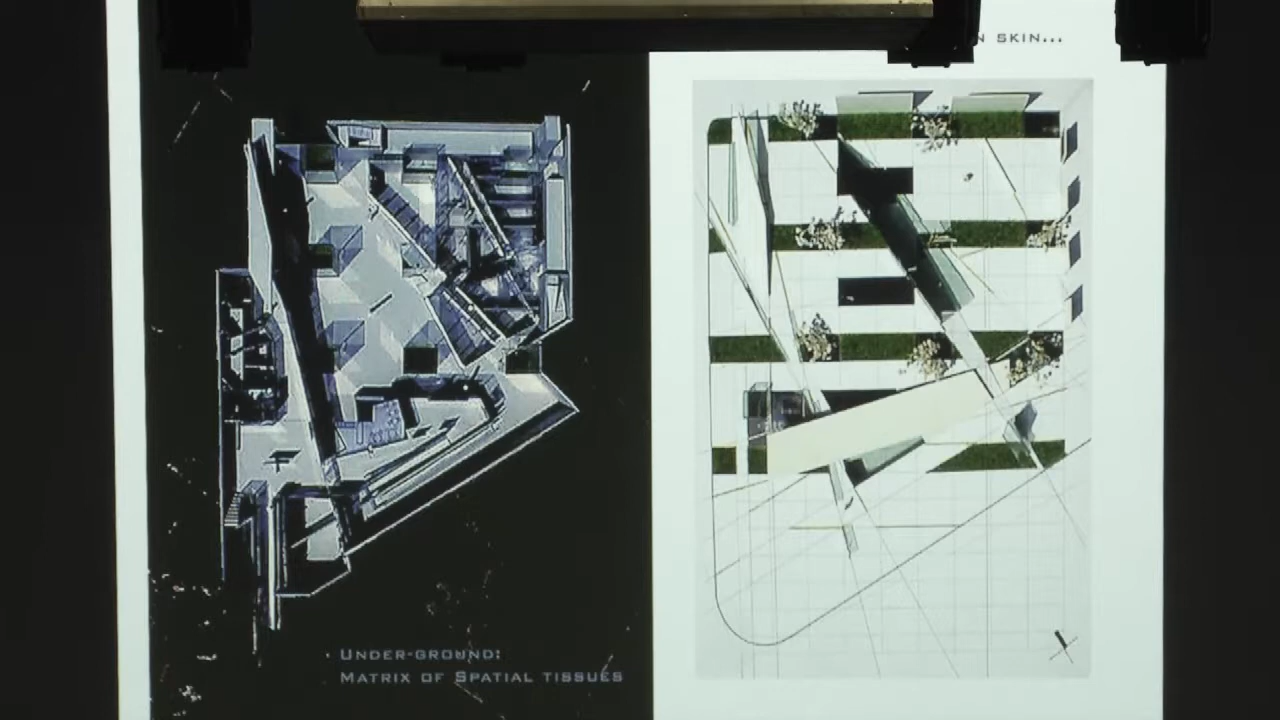 SKIN...
UNDER-GROUND:
MATRIX OF SPATIAL TISSUES